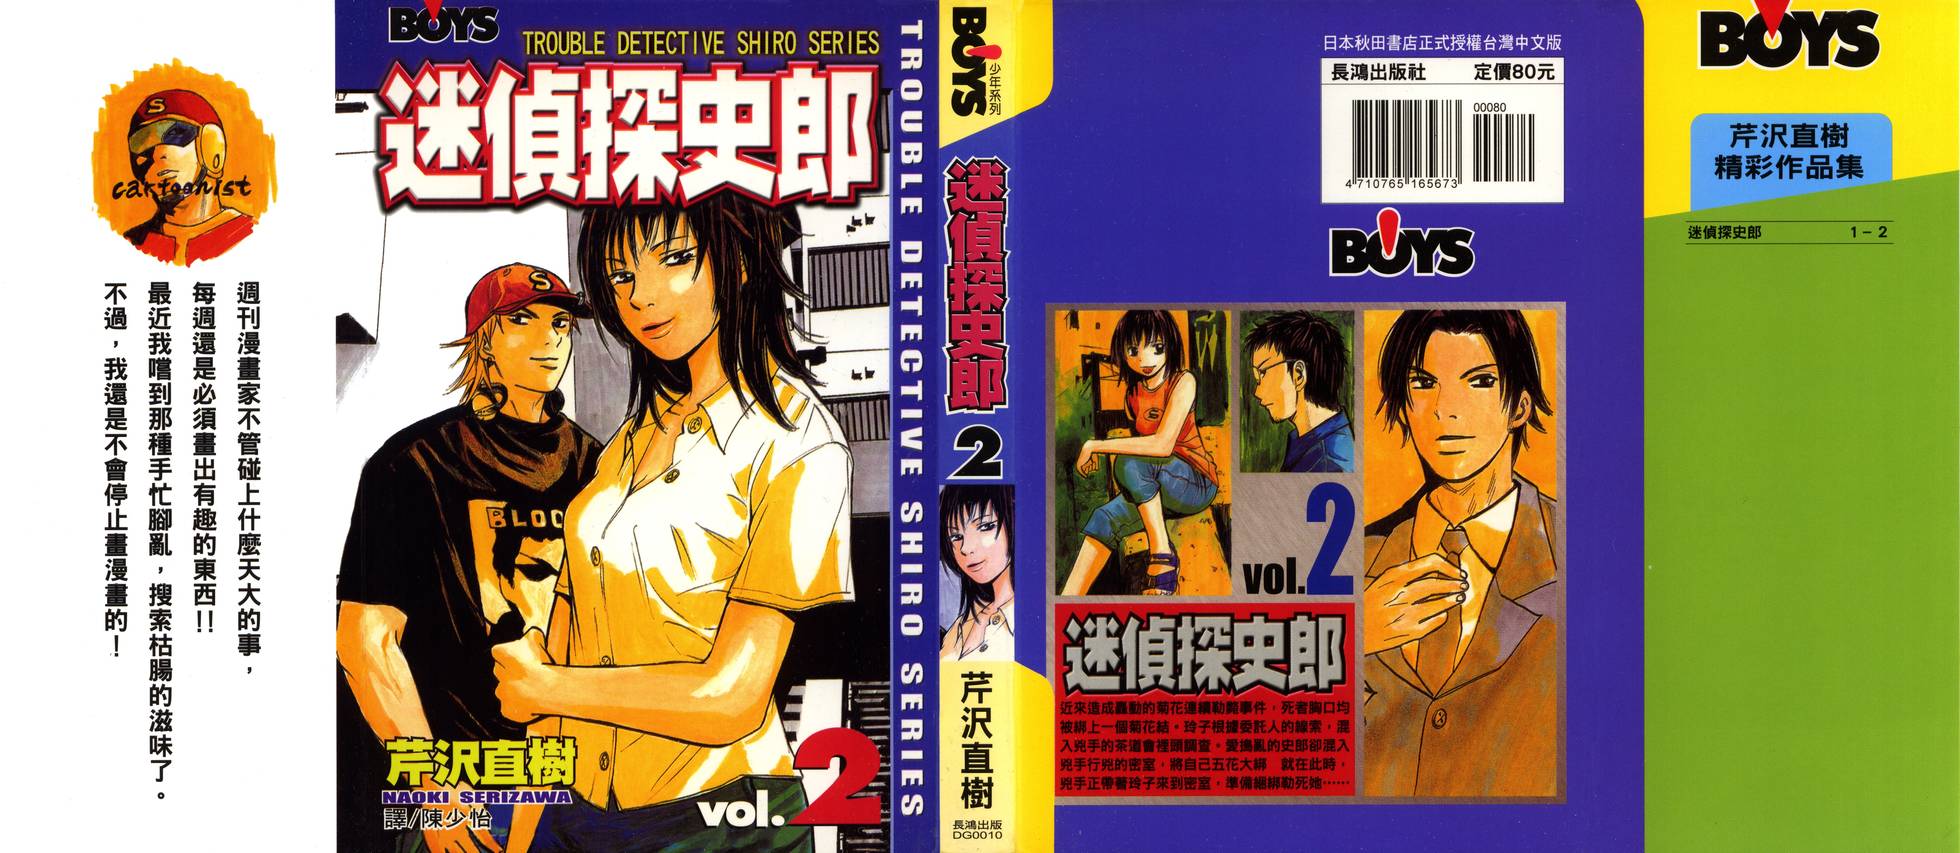 cartoonist
週刊漫畫家不管碰上什麼天大的事，
每週還是必須畫出有趣的東西!!
最近我嚐到那種手忙腳亂，搜索枯腸的滋味了。
不過，我還是不會停止畫漫畫的！
BOYS
TROUBLE DETECTIVE SHIRO SERIES
迷偵探史郎
S
BLOC
芹沢直樹
NAOKI SERIZAWA
譯/陳少怡
vol.2
TROUBLE DETECTIVE SHIRO SERIES
BOYS
少年系列
迷偵探史郎
2
芹沢直樹
長鴻出版
DG0010
日本秋田書店正式授權台灣中文版
長鴻出版社 定價80元
00080
4 710765 165673
BOYS
vol.2
迷偵探史郎
近來造成轟動的菊花連續勒斃事件，死者胸口均
被綁上一個菊花結。玲子根據委託人的線索，混
入兇手的茶道會裡頭調查。愛搗亂的史郎卻混入
兇手行兇的密室，將自己五花大綁 就在此時，
兇手正帶著玲子來到密室，準備綑綁勒死她……
BOYS
芹沢直樹
精彩作品集
迷偵探史郎 1－2